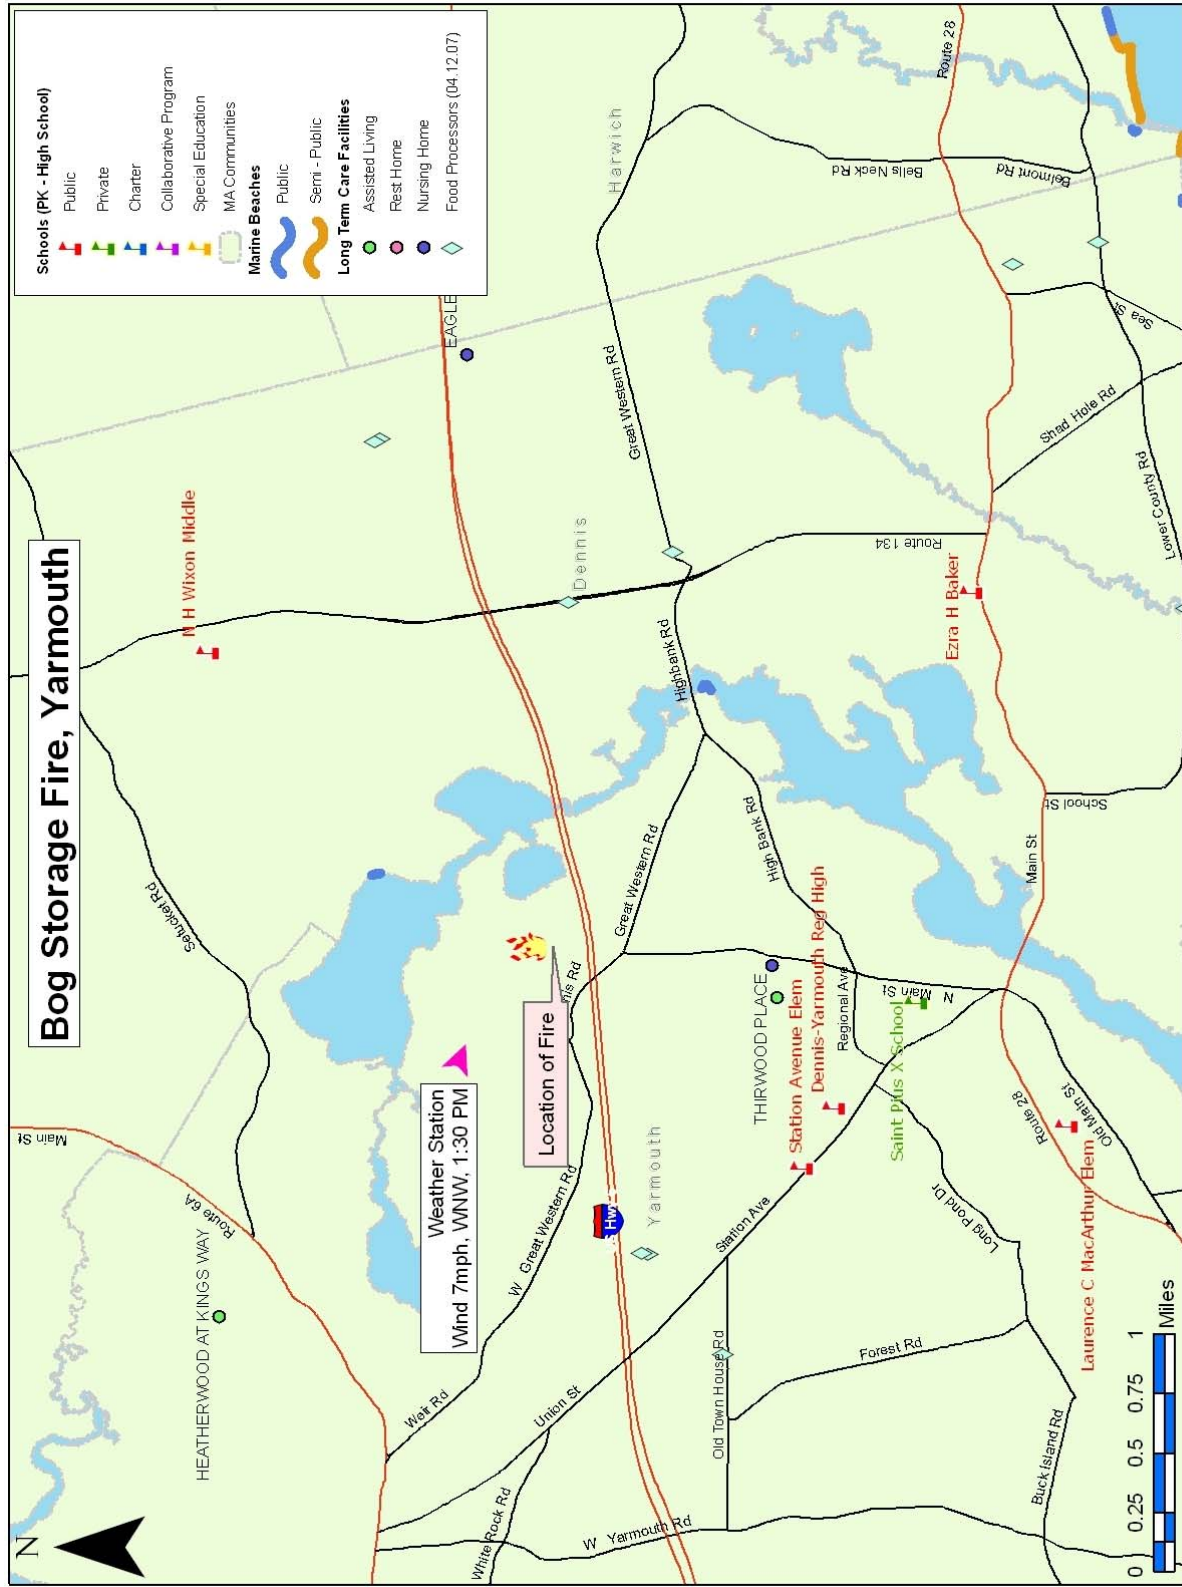 Bog Storage Fire, Yarmouth
N
Schools (PK - High School)
Public
Private
Charter
Collaborative Program
Special Education
MA Communities
Marine Beaches
Public
Semi - Public
Long Term Care Facilities
Assisted Living
Rest Home
Nursing Home
Food Processors (04.12.07)
Main St
Route 6A
HEATHERWOOD AT KINGS WAY
Setucket Rd
N H Wixon Middle
EAGLE
Weather Station
Wind 7mph, WNW, 1:30 PM
Location of Fire
Weir Rd
W Great Western Rd
nis Rd
Union St
White Rock Rd
W Yarmouth Rd
Hwy
Yarmouth
Dennis
Harwich
Great Western Rd
Great Western Rd
Highbank Rd
High Bank Rd
Station Ave
Old Town House Rd
Forest Rd
Buck Island Rd
Long Pond Dr
THIRWOOD PLACE
Station Avenue Elem
Dennis-Yarmouth Reg High
Regional Ave
N Main St
Saint Pius X School
Route 28
Old Main St
Laurence C MacArthur Elem
Main St
School St
Ezra H Baker
Route 134
Shad Hole Rd
Lower County Rd
Sea St
Bells Neck Rd
Belmont Rd
Route 28
0 0.25 0.5 0.75 1
Miles